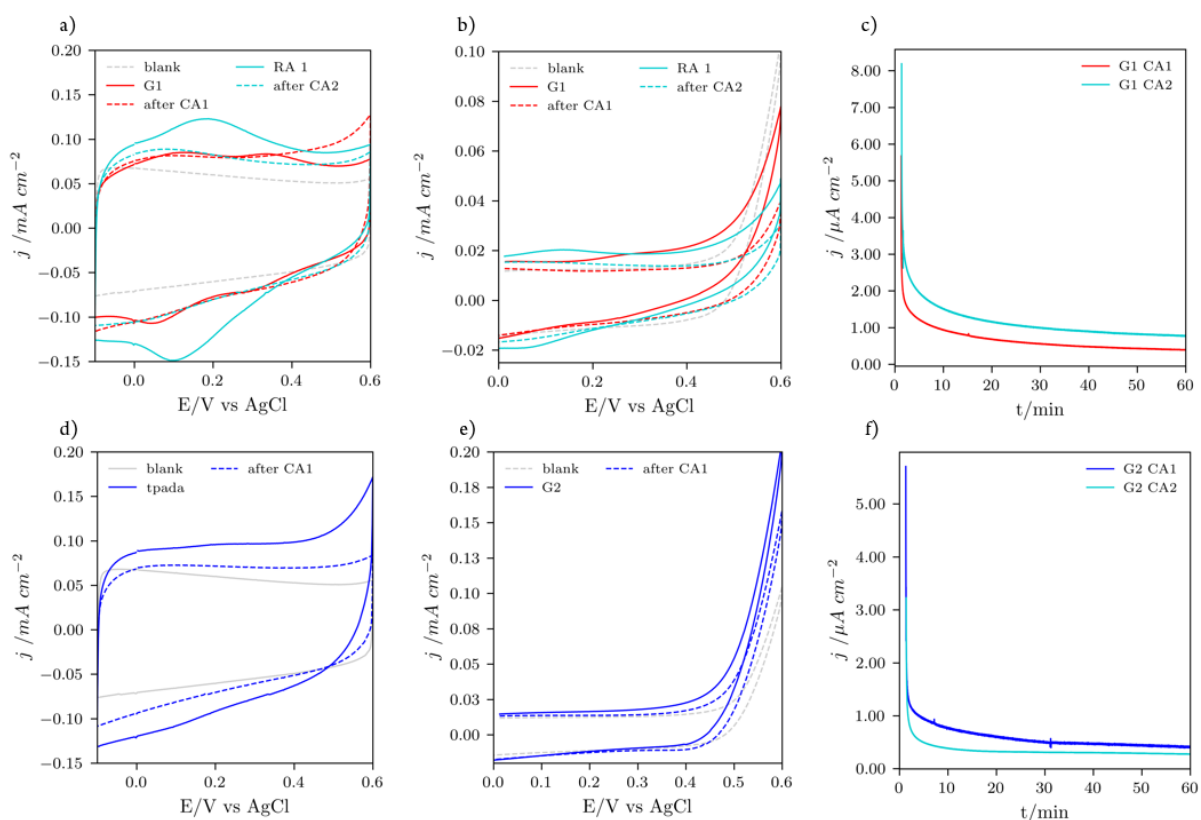 a)
0.20
0.15
0.10
0.05
0.00
−0.05
−0.10
−0.15
j /mA cm−2
blank
G1
after CA1
RA 1
after CA2
0.0
0.2
0.4
0.6
E/V vs AgCl
b)
0.10
0.08
0.06
0.04
0.02
0.00
−0.02
j /mA cm−2
blank
G1
after CA1
RA 1
after CA2
0.0
0.2
0.4
0.6
E/V vs AgCl
c)
8.00
7.00
6.00
5.00
4.00
3.00
2.00
1.00
0.00
j /μA cm−2
G1 CA1
G1 CA2
0
10
20
30
40
50
60
t/min
d)
0.20
0.15
0.10
0.05
0.00
−0.05
−0.10
−0.15
j /mA cm−2
blank
tpada
after CA1
0.0
0.2
0.4
0.6
E/V vs AgCl
e)
0.20
0.18
0.15
0.13
0.10
0.08
0.05
0.03
0.00
j /mA cm−2
blank
G2
after CA1
0.0
0.1
0.2
0.3
0.4
0.5
0.6
E/V vs AgCl
f)
5.00
4.00
3.00
2.00
1.00
0.00
j /μA cm−2
G2 CA1
G2 CA2
0
10
20
30
40
50
60
t/min